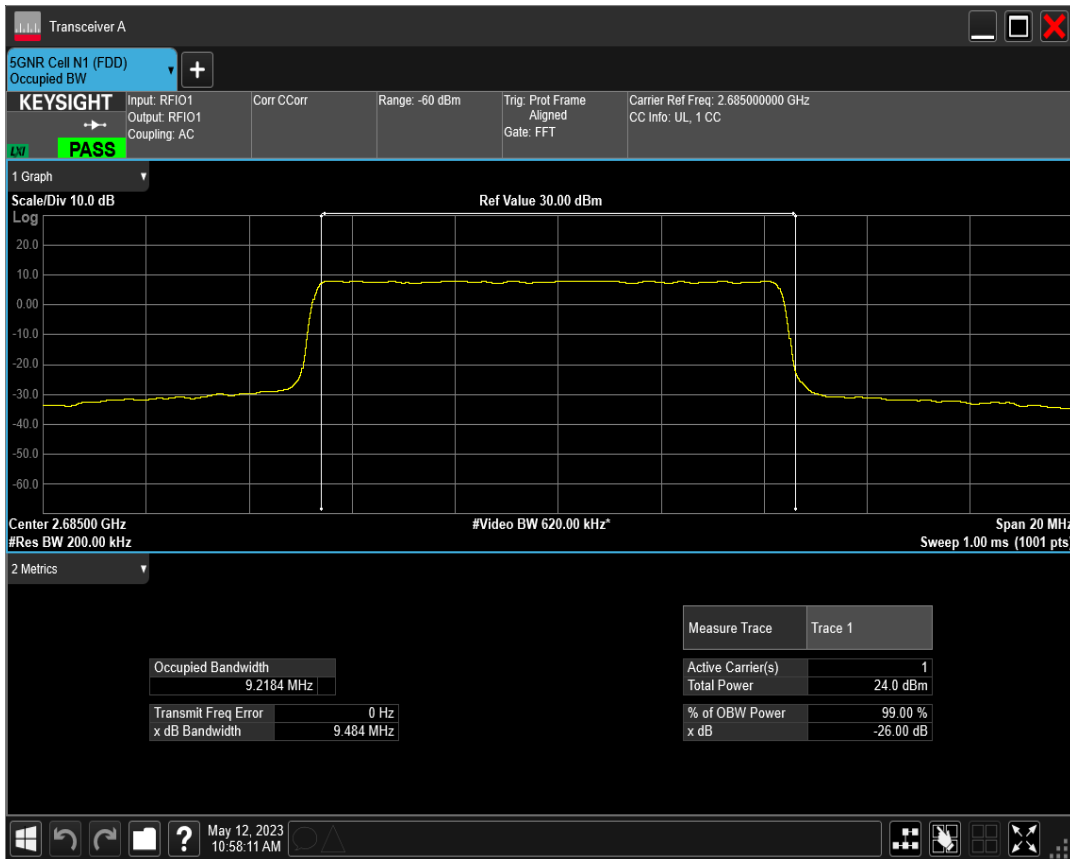 Transceiver A
5GNR Cell N1 (FDD)
Occupied BW
+
KEYSIGHT
LXI
PASS
Input: RFIO1
Output: RFIO1
Coupling: AC
Corr CCorr
Range: -60 dBm
Trig: Prot Frame
Aligned
Gate: FFT
Carrier Ref Freq: 2.685000000 GHz
CC Info: UL, 1 CC
1 Graph
Scale/Div 10.0 dB
Ref Value 30.00 dBm
Log
20.0
10.0
0.00
-10.0
-20.0
-30.0
-40.0
-50.0
-60.0
Center 2.68500 GHz
#Video BW 620.00 kHz*
Span 20 MHz
#Res BW 200.00 kHz
Sweep 1.00 ms (1001 pts)
2 Metrics
Measure Trace Trace 1
Occupied Bandwidth
9.2184 MHz
Active Carrier(s) 1
Total Power 24.0 dBm
Transmit Freq Error 0 Hz
x dB Bandwidth 9.484 MHz
% of OBW Power 99.00 %
x dB -26.00 dB
?
May 12, 2023
10:58:11 AM